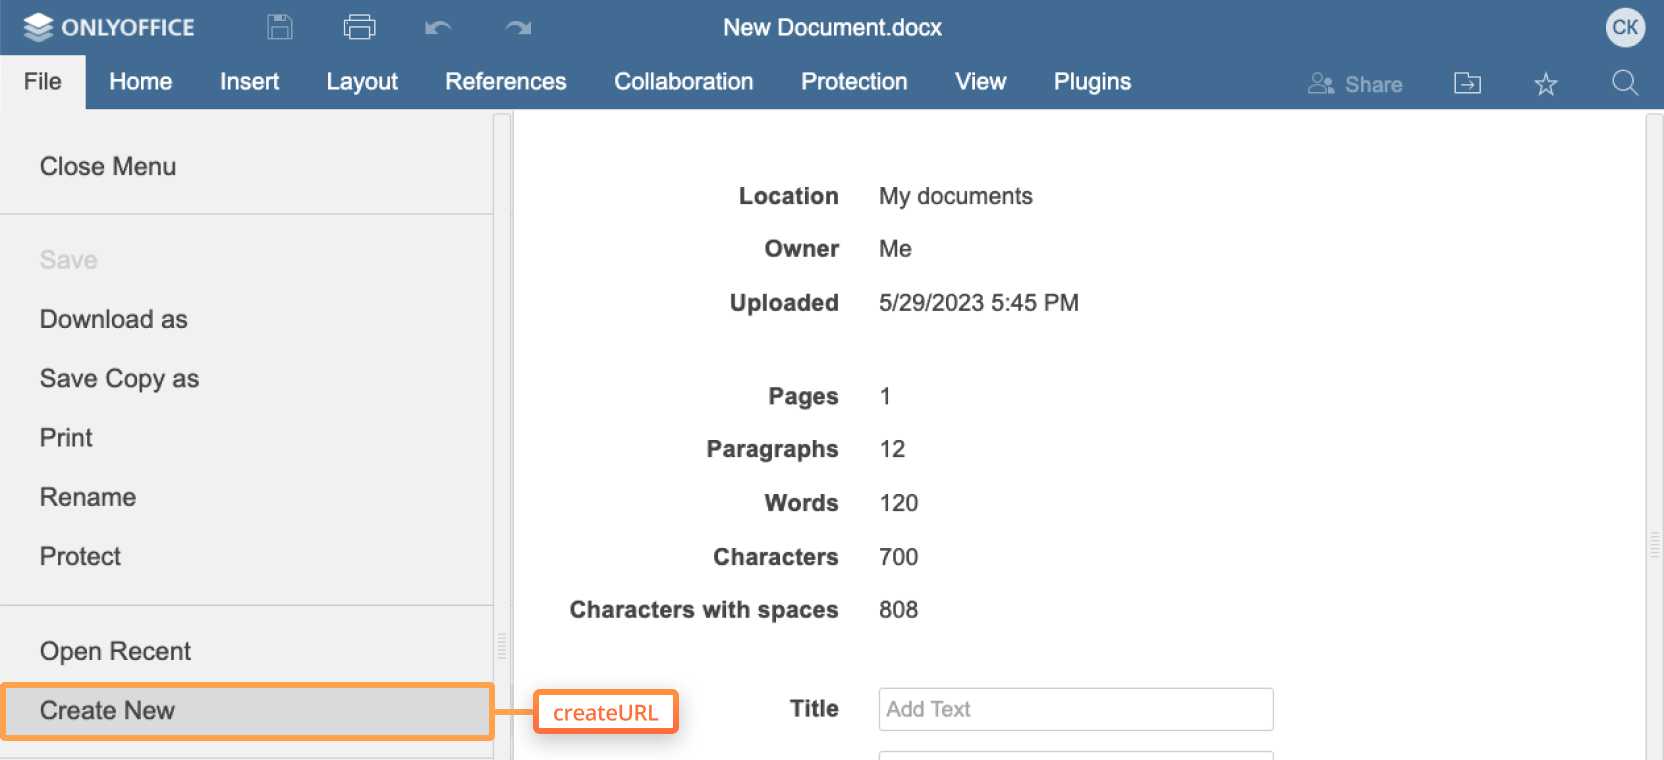 ONLYOFFICE
New Document.docx
CK
File Home Insert Layout References Collaboration Protection View Plugins Share
Close Menu
Save
Download as
Save Copy as
Print
Rename
Protect
Open Recent
Create New
createURL
Location My documents
Owner Me
Uploaded 5/29/2023 5:45 PM
Pages 1
Paragraphs 12
Words 120
Characters 700
Characters with spaces 808
Title Add Text